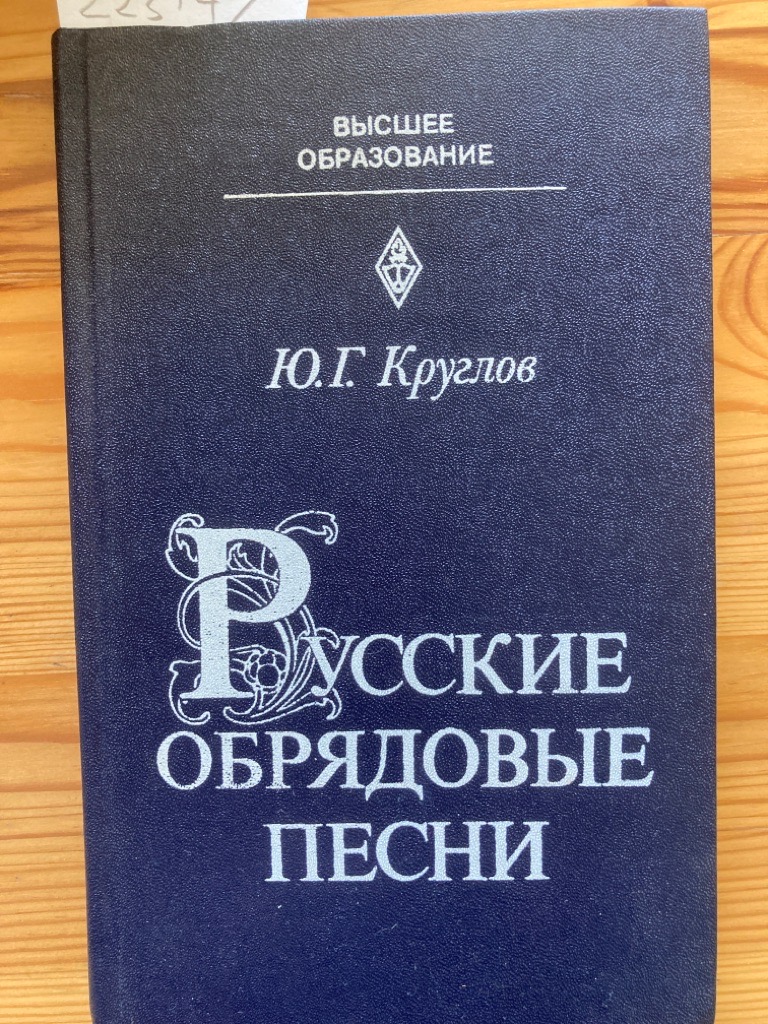 ВЫСШЕЕ
ОБРАЗОВАНИЕ
Ю.Г. Круглов
РУССКИЕ
ОБРЯДОВЫЕ
ПЕСНИ